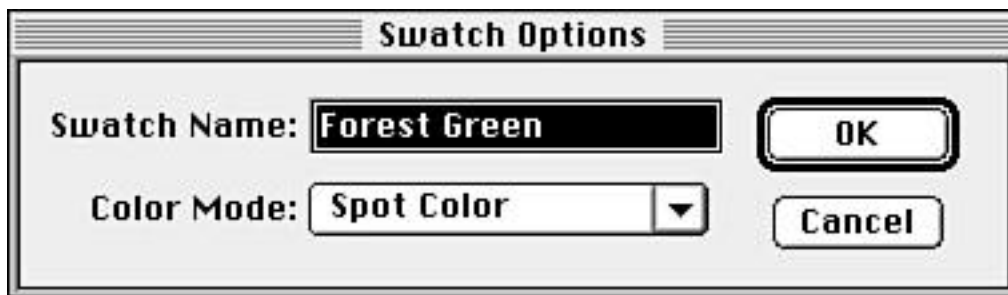 Swatch Options
Swatch Name: Forest Green
OK
Color Mode: Spot Color
Cancel